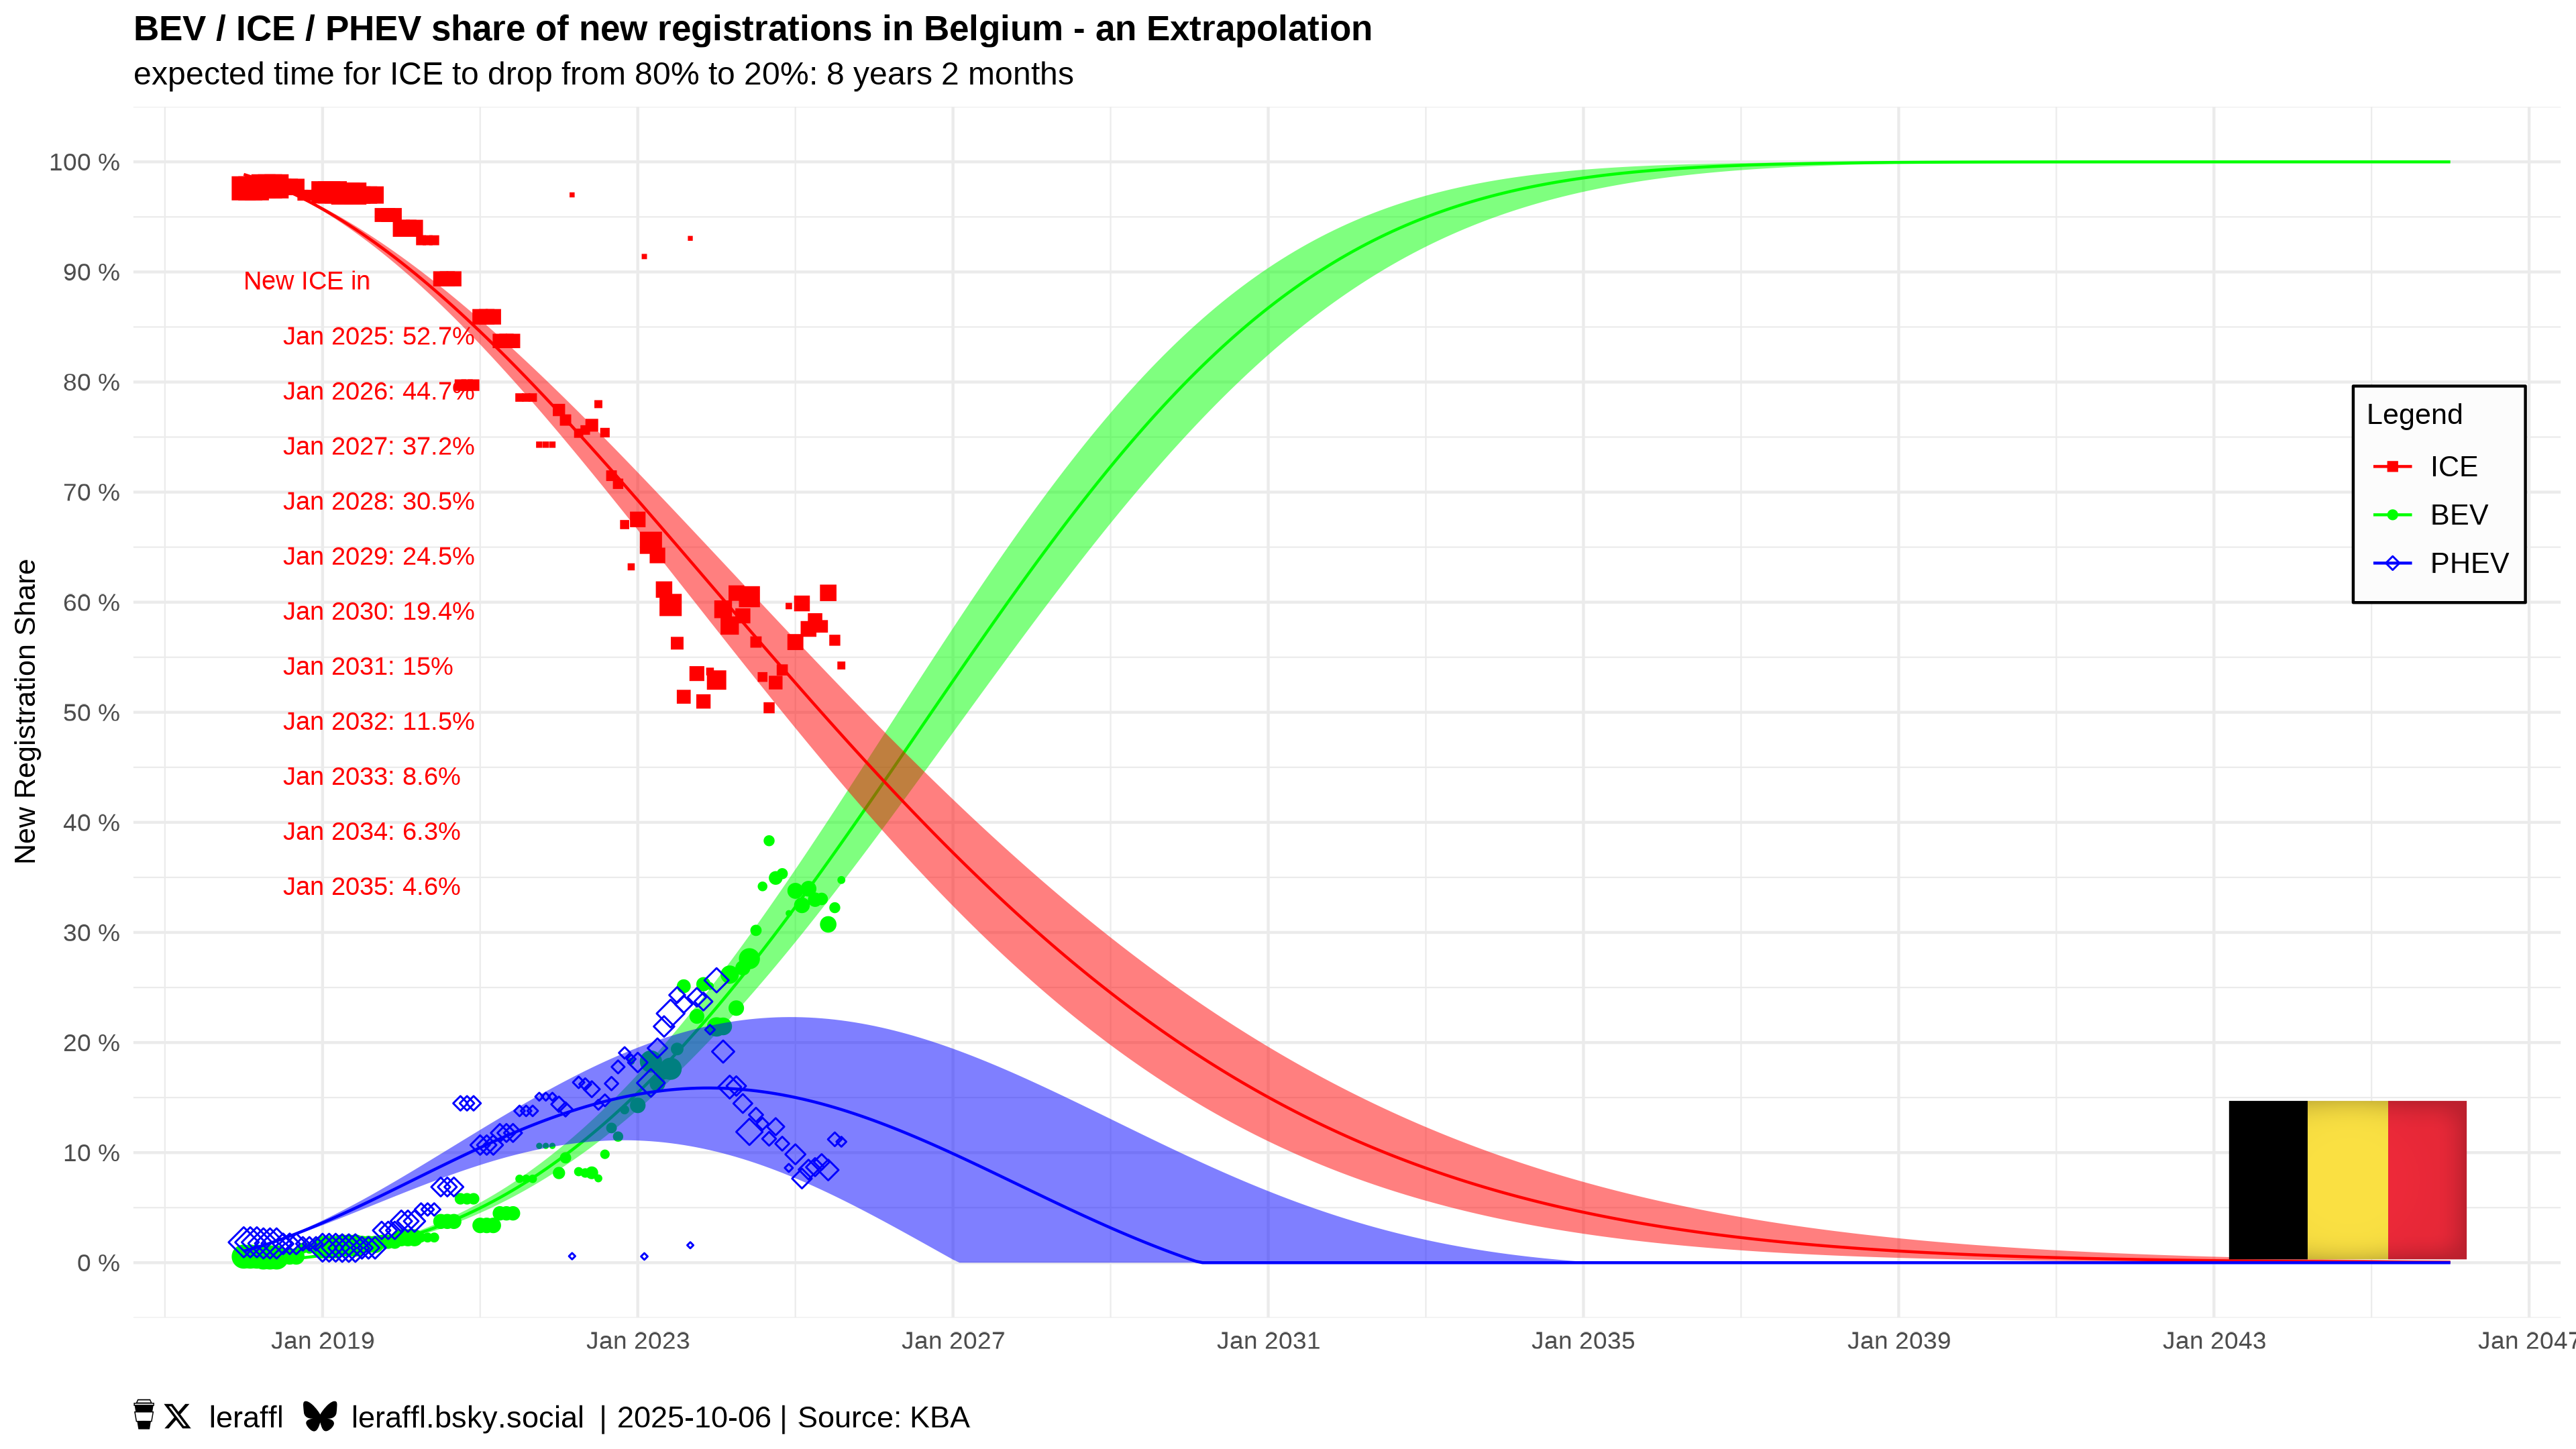 BEV / ICE / PHEV share of new registrations in Belgium - an Extrapolation
expected time for ICE to drop from 80% to 20%: 8 years 2 months
New Registration Share
100 %
90 %
80 %
70 %
60 %
50 %
40 %
30 %
20 %
10 %
0 %
New ICE in
Jan 2025: 52.7%
Jan 2026: 44.7%
Jan 2027: 37.2%
Jan 2028: 30.5%
Jan 2029: 24.5%
Jan 2030: 19.4%
Jan 2031: 15%
Jan 2032: 11.5%
Jan 2033: 8.6%
Jan 2034: 6.3%
Jan 2035: 4.6%
Legend
ICE
BEV
PHEV
Jan 2019
Jan 2023
Jan 2027
Jan 2031
Jan 2035
Jan 2039
Jan 2043
Jan 2047
leraffl leraffl.bsky.social | 2025-10-06 | Source: KBA